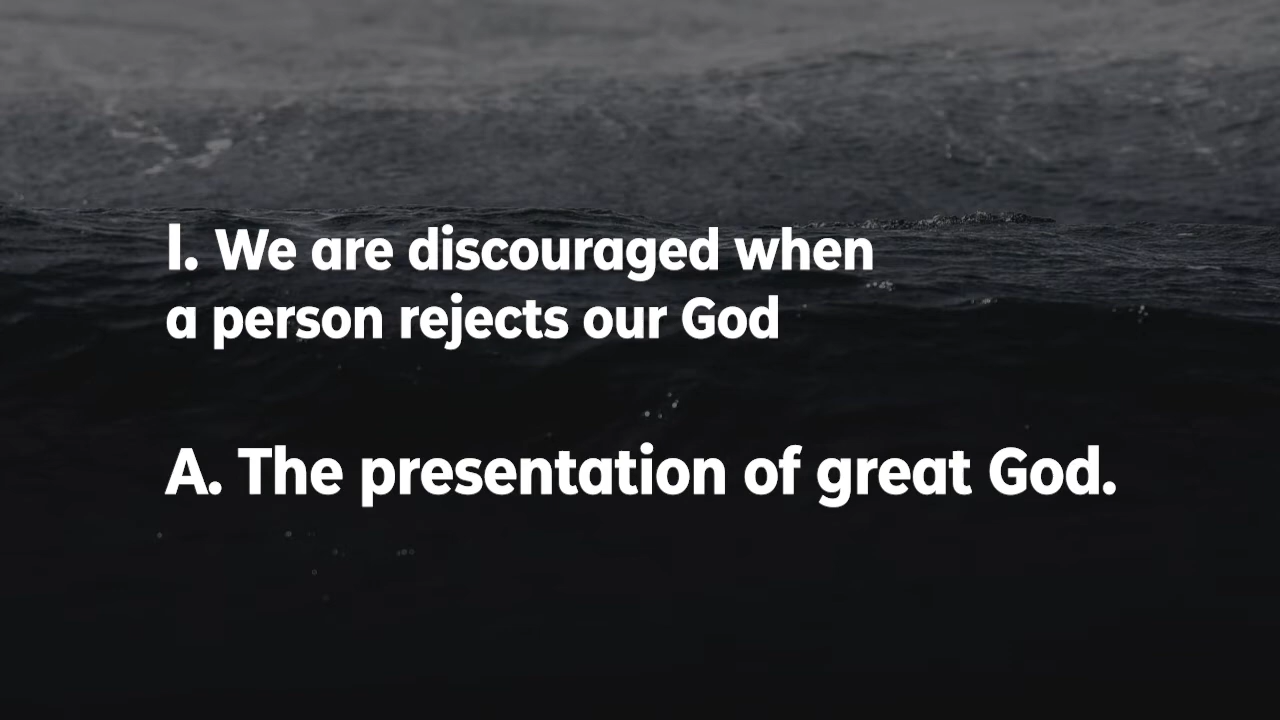 I. We are discouraged when
a person rejects our God
A. The presentation of great God.